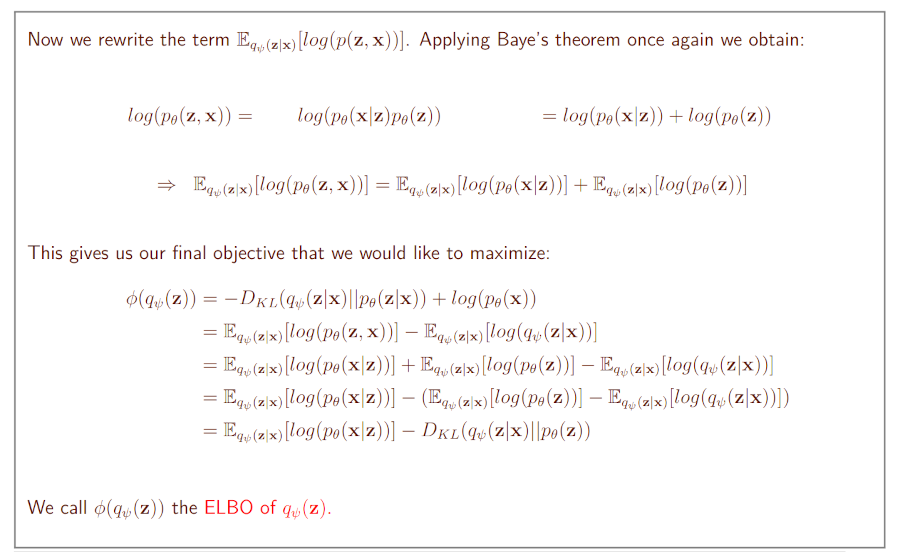 Now we rewrite the term $\mathbb{E}_{q_\psi(\mathbf{z}|\mathbf{x})}[log(p(\mathbf{z},\mathbf{x}))]$. Applying Baye's theorem once again we obtain:
$log(p_\theta(\mathbf{z},\mathbf{x})) = \quad log(p_\theta(\mathbf{x}|\mathbf{z})p_\theta(\mathbf{z})) \quad = log(p_\theta(\mathbf{x}|\mathbf{z})) + log(p_\theta(\mathbf{z}))$
$\Rightarrow \mathbb{E}_{q_\psi(\mathbf{z}|\mathbf{x})}[log(p_\theta(\mathbf{z},\mathbf{x}))] = \mathbb{E}_{q_\psi(\mathbf{z}|\mathbf{x})}[log(p_\theta(\mathbf{x}|\mathbf{z}))] + \mathbb{E}_{q_\psi(\mathbf{z}|\mathbf{x})}[log(p_\theta(\mathbf{z}))]$
This gives us our final objective that we would like to maximize:
$\phi(q_\psi(\mathbf{z})) = -D_{KL}(q_\psi(\mathbf{z}|\mathbf{x})||p_\theta(\mathbf{z}|\mathbf{x})) + log(p_\theta(\mathbf{x}))$
$= \mathbb{E}_{q_\psi(\mathbf{z}|\mathbf{x})}[log(p_\theta(\mathbf{z},\mathbf{x}))] - \mathbb{E}_{q_\psi(\mathbf{z}|\mathbf{x})}[log(q_\psi(\mathbf{z}|\mathbf{x}))]$
$= \mathbb{E}_{q_\psi(\mathbf{z}|\mathbf{x})}[log(p_\theta(\mathbf{x}|\mathbf{z}))] + \mathbb{E}_{q_\psi(\mathbf{z}|\mathbf{x})}[log(p_\theta(\mathbf{z}))] - \mathbb{E}_{q_\psi(\mathbf{z}|\mathbf{x})}[log(q_\psi(\mathbf{z}|\mathbf{x}))]$
$= \mathbb{E}_{q_\psi(\mathbf{z}|\mathbf{x})}[log(p_\theta(\mathbf{x}|\mathbf{z}))] - (\mathbb{E}_{q_\psi(\mathbf{z}|\mathbf{x})}[log(p_\theta(\mathbf{z}))] - \mathbb{E}_{q_\psi(\mathbf{z}|\mathbf{x})}[log(q_\psi(\mathbf{z}|\mathbf{x}))])$
$= \mathbb{E}_{q_\psi(\mathbf{z}|\mathbf{x})}[log(p_\theta(\mathbf{x}|\mathbf{z}))] - D_{KL}(q_\psi(\mathbf{z}|\mathbf{x})||p_\theta(\mathbf{z}))$
We call $\phi(q_\psi(\mathbf{z}))$ the ELBO of $q_\psi(\mathbf{z})$.